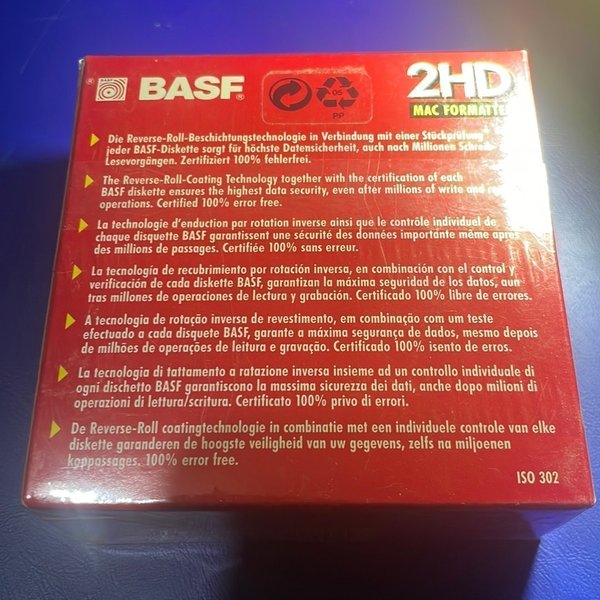 BASF
® BASF®
05
PP
2HD
MAC FORMATTE
Die Reverse-Roll-Beschichtungstechnologie in Verbindung mit einer Stückprüfung
jeder BASF-Diskette sorgt für höchste Datensicherheit, auch nach Millionen Schreib-
Lesevorgängen. Zertifiziert 100% fehlerfrei.
The Reverse-Roll-Coating Technology together with the certification of each
BASF diskette ensures the highest data security, even after millions of write and
operations. Certified 100% error free.
La technologie d'enduction par rotation inverse ainsi que le contrôle individuel de
chaque disquette BASF garantissent une sécurité des données importante même après
des millions de passages. Certifiée 100% sans erreur.
La tecnología de recubrimiento por rotación inversa, en combinación con el control y
verificación de cada diskette BASF, garantizan la máxima seguridad de los datos, aun
tras millones de operaciones de lectura y grabación. Certificado 100% libre de errores.
A tecnologia de rotação inversa de revestimento, em combinação com um teste
efectuado a cada disquete BASF, garante a máxima segurança de dados, mesmo depois
de milhões de operações de leitura e gravação. Certificado 100% isento de erros.
La tecnologia di tattamento a ratazione inversa insieme ad un controllo individuale di
ogni dischetto BASF garantiscono la massima sicurezza dei dati, anche dopo milioni di
operazioni di lettura/scritura. Certificato 100% privo di errori.
De Reverse-Roll coatingtechnologie in combinatie met een individuele controle van elke
diskette garanderen de hoogste veiligheid van uw gegevens, zelfs na miljoenen
koppassages. 100% error free.
ISO 302